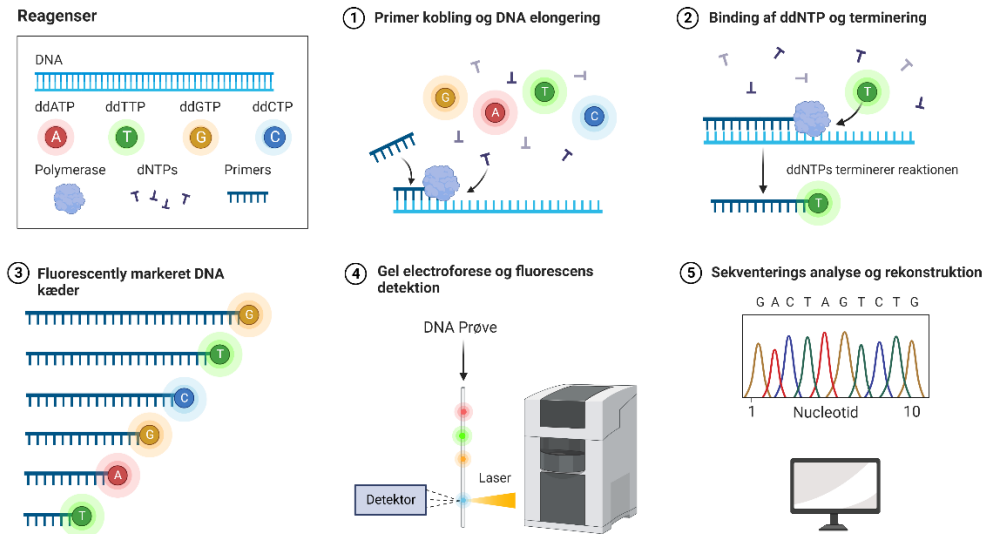 Reagenser
DNA
ddATP ddTTP ddGTP ddCTP
A T G C
Polymerase dNTPs Primers
1 Primer kobling og DNA elongering
G A T C
2 Binding af ddNTP og terminering
T
ddNTPs terminerer reaktionen
T
3 Fluorescently markeret DNA
kæder
G
T
C
G
A
T
4 Gel electroforese og fluorescens
detektion
DNA Prøve
Laser
Detektor
5 Sekventerings analyse og rekonstruktion
G A C T A G T C T G
1 Nucleotid 10